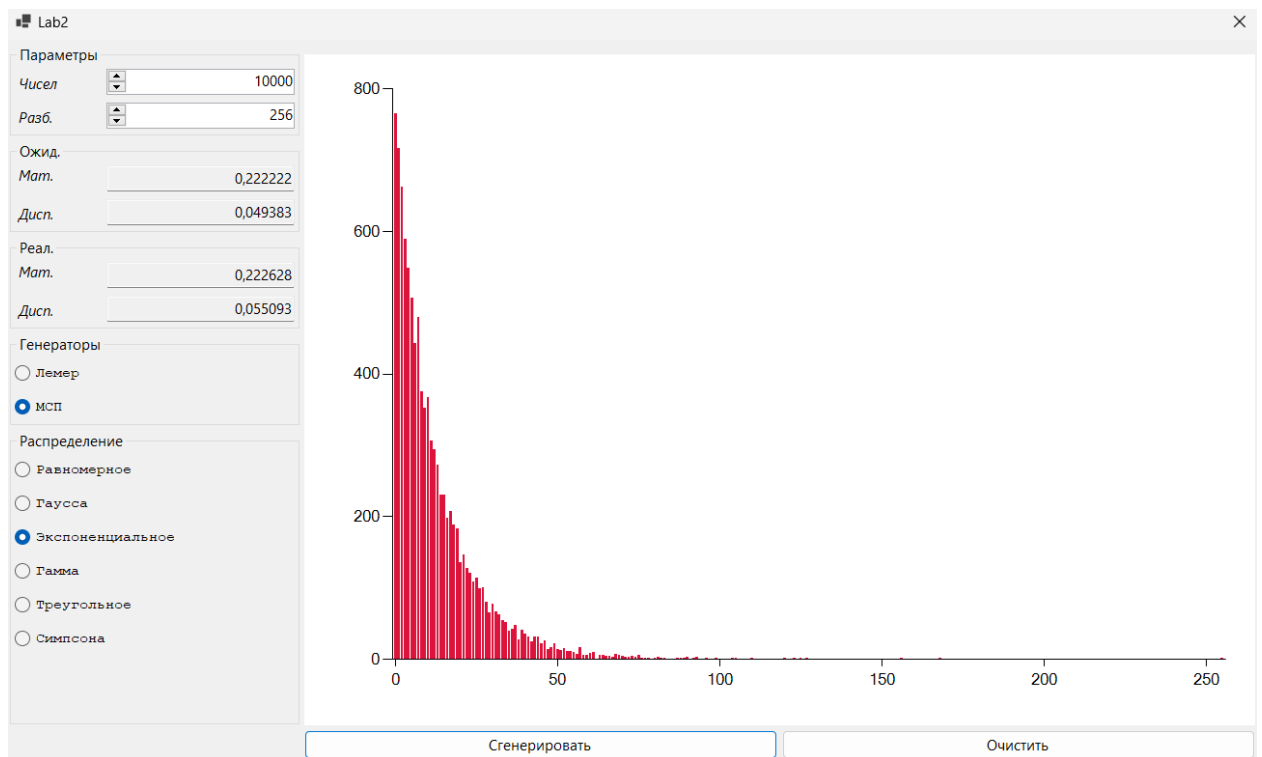 Lab2
Параметры
Чисел 10000
Разб. 256
Ожид.
Мат. 0,222222
Дисп. 0,049383
Реал.
Мат. 0,222628
Дисп. 0,055093
Генераторы
Лемер
МСП
Распределение
Равномерное
Гаусса
Экспоненциальное
Гамма
Треугольное
Симпсона
800
600
400
200
0
0 50 100 150 200 250
Сгенерировать Очистить